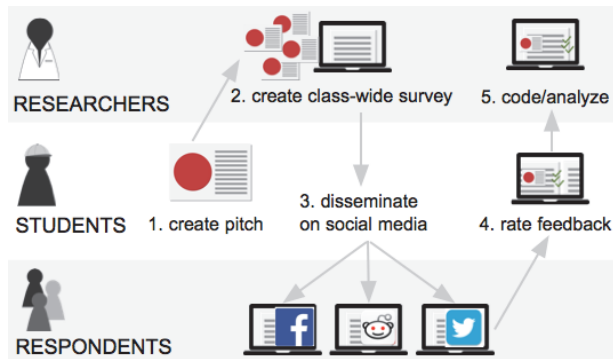 RESEARCHERS
2. create class-wide survey
5. code/analyze
STUDENTS
1. create pitch
3. disseminate
on social media
4. rate feedback
RESPONDENTS